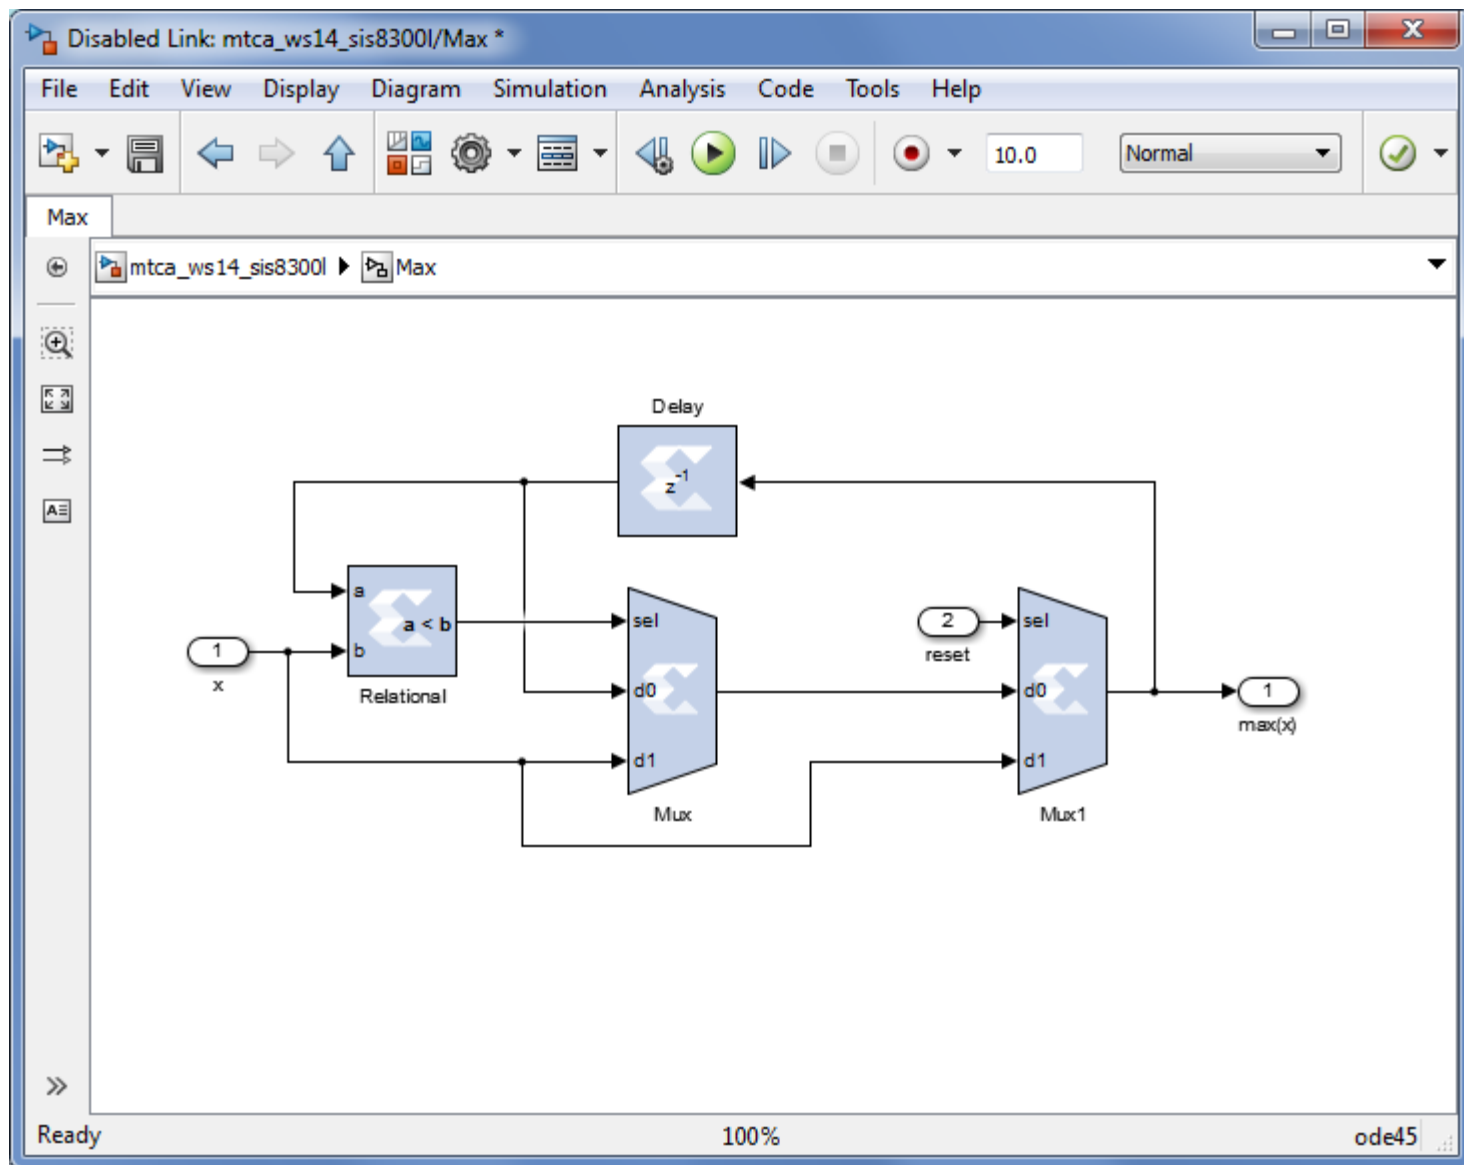 Disabled Link: mtca_ws14_sis8300l/Max *
File Edit View Display Diagram Simulation Analysis Code Tools Help
10.0 Normal
Max
mtca_ws14_sis8300l Max
Delay
z-1
a
a < b
b
Relational
1
x
sel
d0
d1
Mux
2
reset
sel
d0
d1
Mux1
1
max(x)
Ready 100% ode45